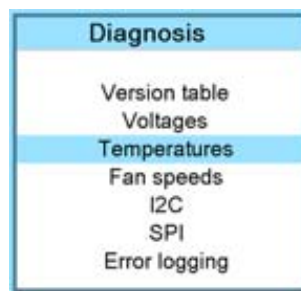 Diagnosis
Version table
Voltages
Temperatures
Fan speeds
I2C
SPI
Error logging